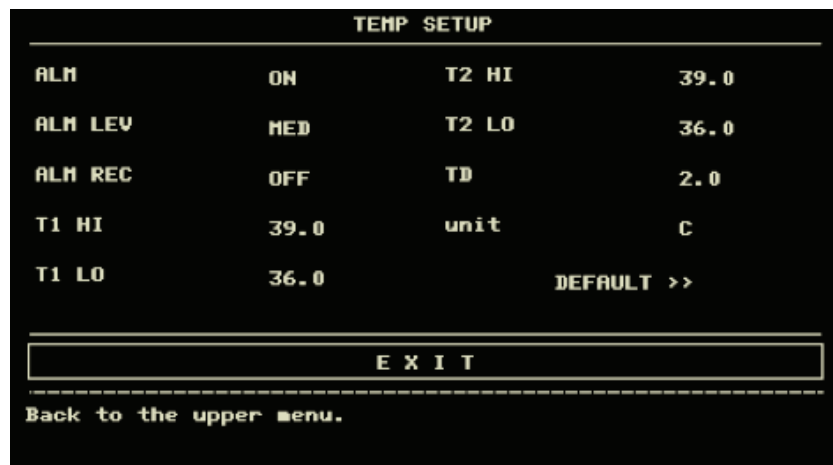 TEMP SETUP
ALM ON T2 HI 39.0
ALM LEV MED T2 LO 36.0
ALM REC OFF TD 2.0
T1 HI 39.0 unit C
T1 LO 36.0 DEFAULT >>
E X I T
Back to the upper menu.